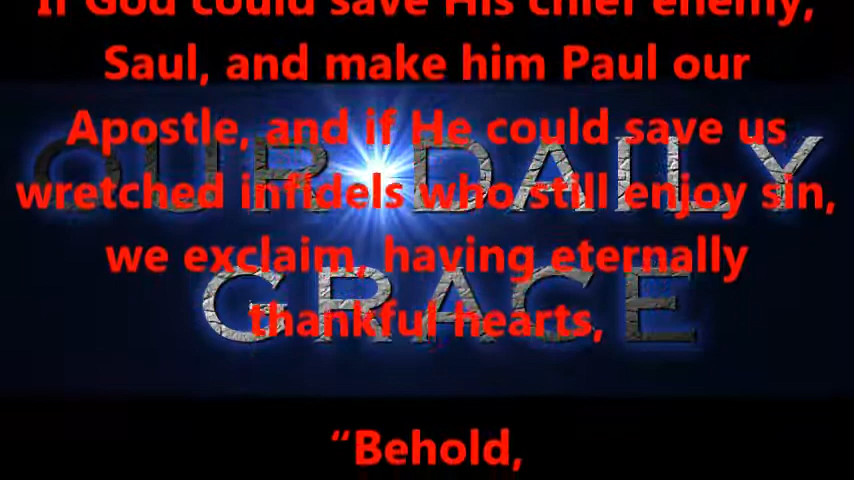 If God could save His chief enemy,
Saul, and make him Paul our
Apostle, and if He could save us
wretched infidels who still enjoy sin,
we exclaim, having eternally
thankful hearts,
“Behold,
OUR DAILY
GRACE